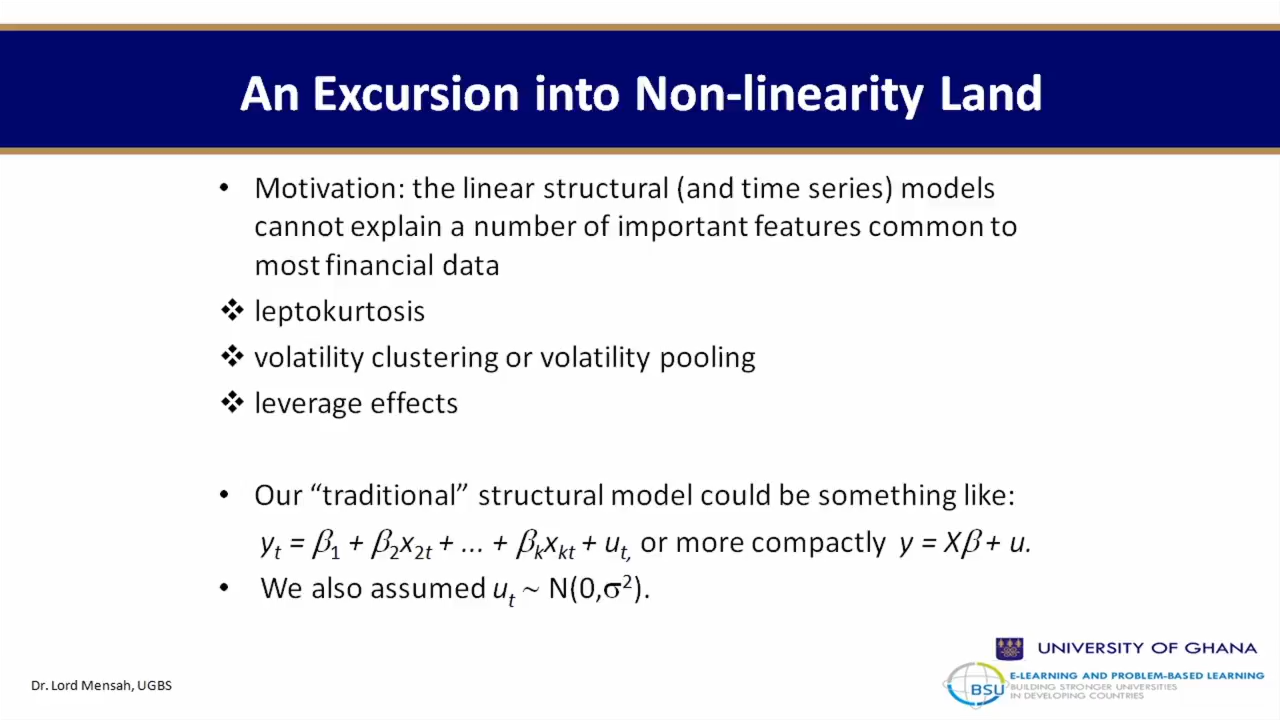 An Excursion into Non-linearity Land
• Motivation: the linear structural (and time series) models
cannot explain a number of important features common to
most financial data
❖ leptokurtosis
❖ volatility clustering or volatility pooling
❖ leverage effects
• Our “traditional” structural model could be something like:
yₜ = β₁ + β₂x₂ₜ + ... + βₖxₖₜ + uₜ, or more compactly y = Xβ + u.
• We also assumed uₜ ~ N(0,σ²).
UNIVERSITY OF GHANA
Dr. Lord Mensah, UGBS
BSU
E-LEARNING AND PROBLEM-BASED LEARNING
BUILDING STRONGER UNIVERSITIES
IN DEVELOPING COUNTRIES